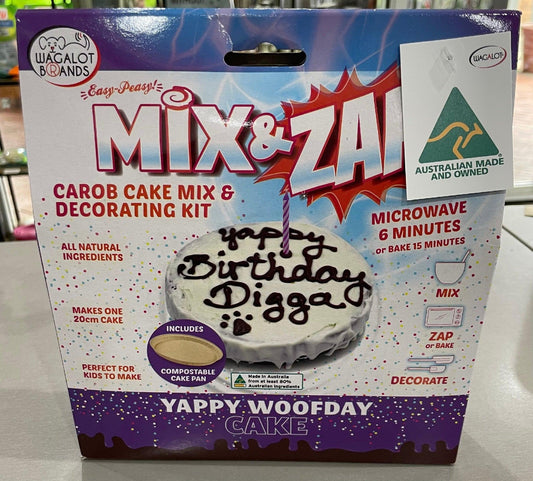 WAGALOT
BRANDS
Easy-Peasy!
MIX & ZAP
WAGALOT
AUSTRALIAN MADE
AND OWNED
CAROB CAKE MIX &
DECORATING KIT
MICROWAVE
6 MINUTES
or BAKE 15 MINUTES
ALL NATURAL
INGREDIENTS
MAKES ONE
20cm CAKE
PERFECT FOR
KIDS TO MAKE
yappy
Birthday
Digga
MIX
ZAP
or BAKE
DECORATE
INCLUDES
COMPOSTABLE
CAKE PAN
Made in Australia
from at least 80%
Australian ingredients
YAPPY WOOFDAY
CAKE